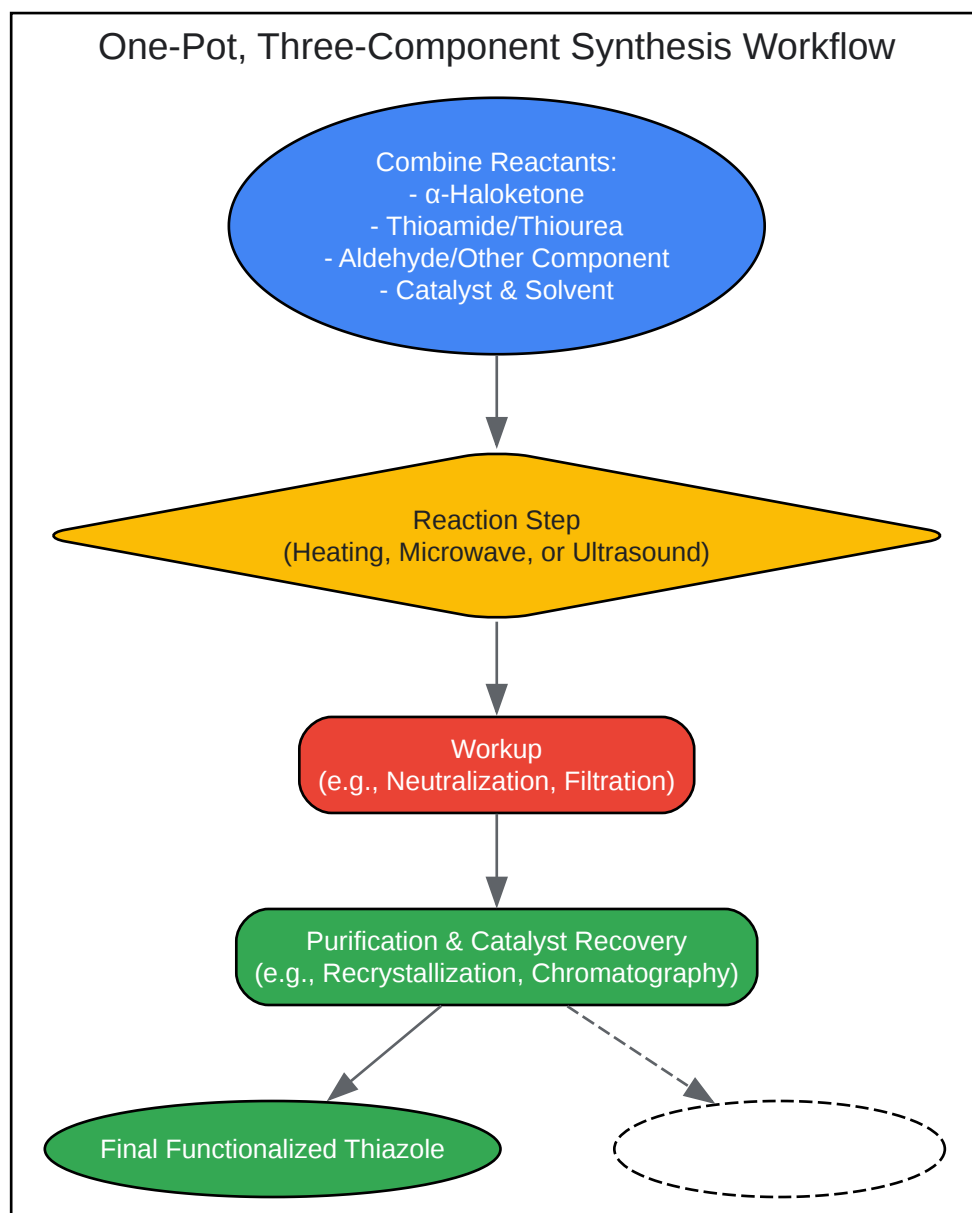 One-Pot, Three-Component Synthesis Workflow
Combine Reactants:
- α-Haloketone
- Thioamide/Thiourea
- Aldehyde/Other Component
- Catalyst & Solvent
Reaction Step
(Heating, Microwave, or Ultrasound)
Workup
(e.g., Neutralization, Filtration)
Purification & Catalyst Recovery
(e.g., Recrystallization, Chromatography)
Final Functionalized Thiazole